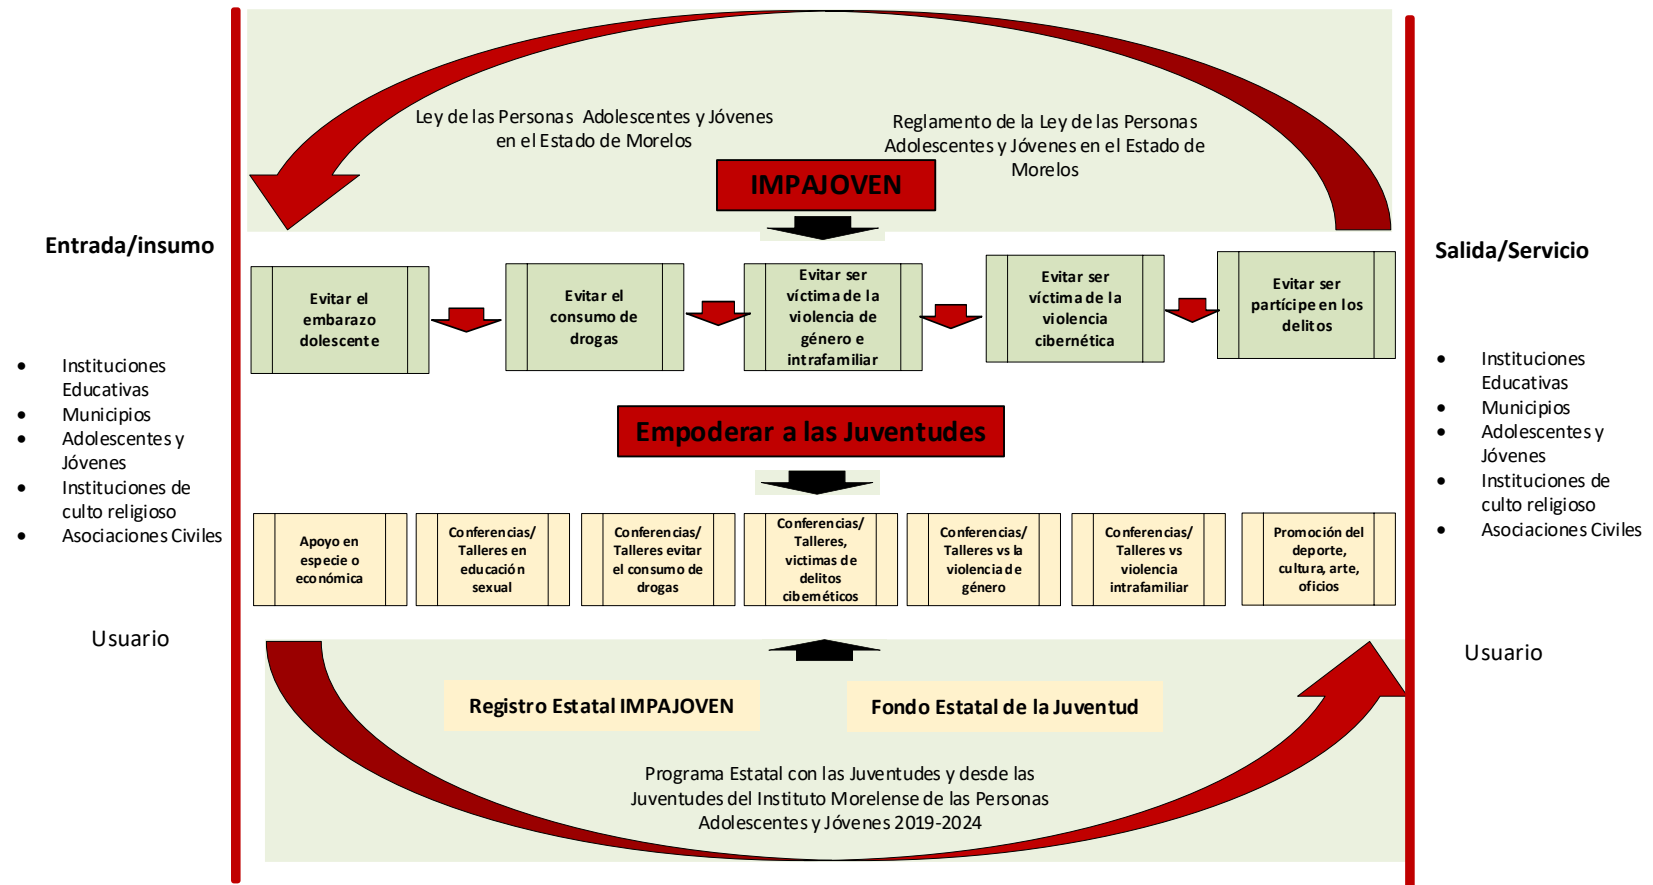 Ley de las Personas Adolescentes y Jóvenes
en el Estado de Morelos
Reglamento de la Ley de las Personas
Adolescentes y Jóvenes en el Estado de
Morelos
IMPAJOVEN
Entrada/insumo
Salida/Servicio
Evitar el
embarazo
dolescente
Evitar el
consumo de
drogas
Evitar ser
víctima de la
violencia de
género e
intrafamiliar
Evitar ser
víctima de la
violencia
cibernética
Evitar ser
partícipe en los
delitos
• Instituciones
Educativas
• Municipios
• Adolescentes y
Jóvenes
• Instituciones de
culto religioso
• Asociaciones Civiles
• Instituciones
Educativas
• Municipios
• Adolescentes y
Jóvenes
• Instituciones de
culto religioso
• Asociaciones Civiles
Empoderar a las Juventudes
Apoyo en
especie o
económica
Conferencias/
Talleres en
educación
sexual
Conferencias/
Talleres evitar
el consumo de
drogas
Conferencias/
Talleres,
victimas de
delitos
cibernéticos
Conferencias/
Talleres vs la
violencia de
género
Conferencias/
Talleres vs
violencia
intrafamiliar
Promoción del
deporte,
cultura, arte,
oficios
Usuario
Usuario
Registro Estatal IMPAJOVEN
Fondo Estatal de la Juventud
Programa Estatal con las Juventudes y desde las
Juventudes del Instituto Morelense de las Personas
Adolescentes y Jóvenes 2019-2024